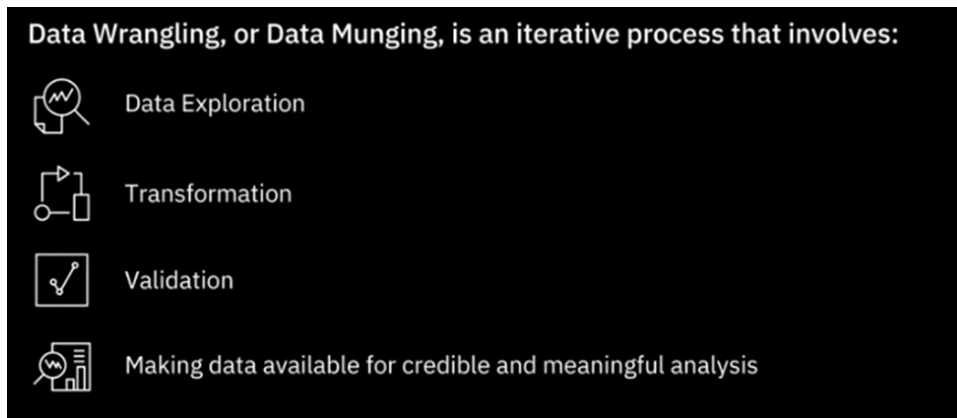 Data Wrangling, or Data Munging, is an iterative process that involves:
Data Exploration
Transformation
Validation
Making data available for credible and meaningful analysis